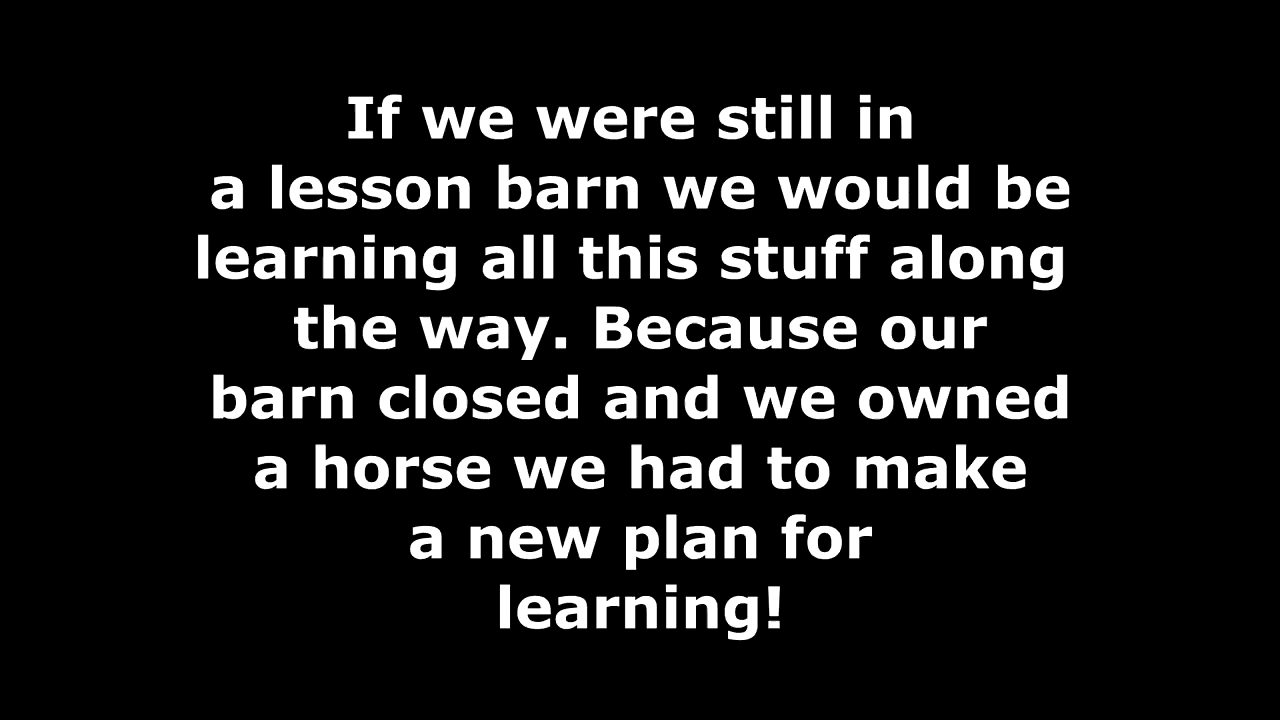 If we were still in
a lesson barn we would be
learning all this stuff along
the way. Because our
barn closed and we owned
a horse we had to make
a new plan for
learning!